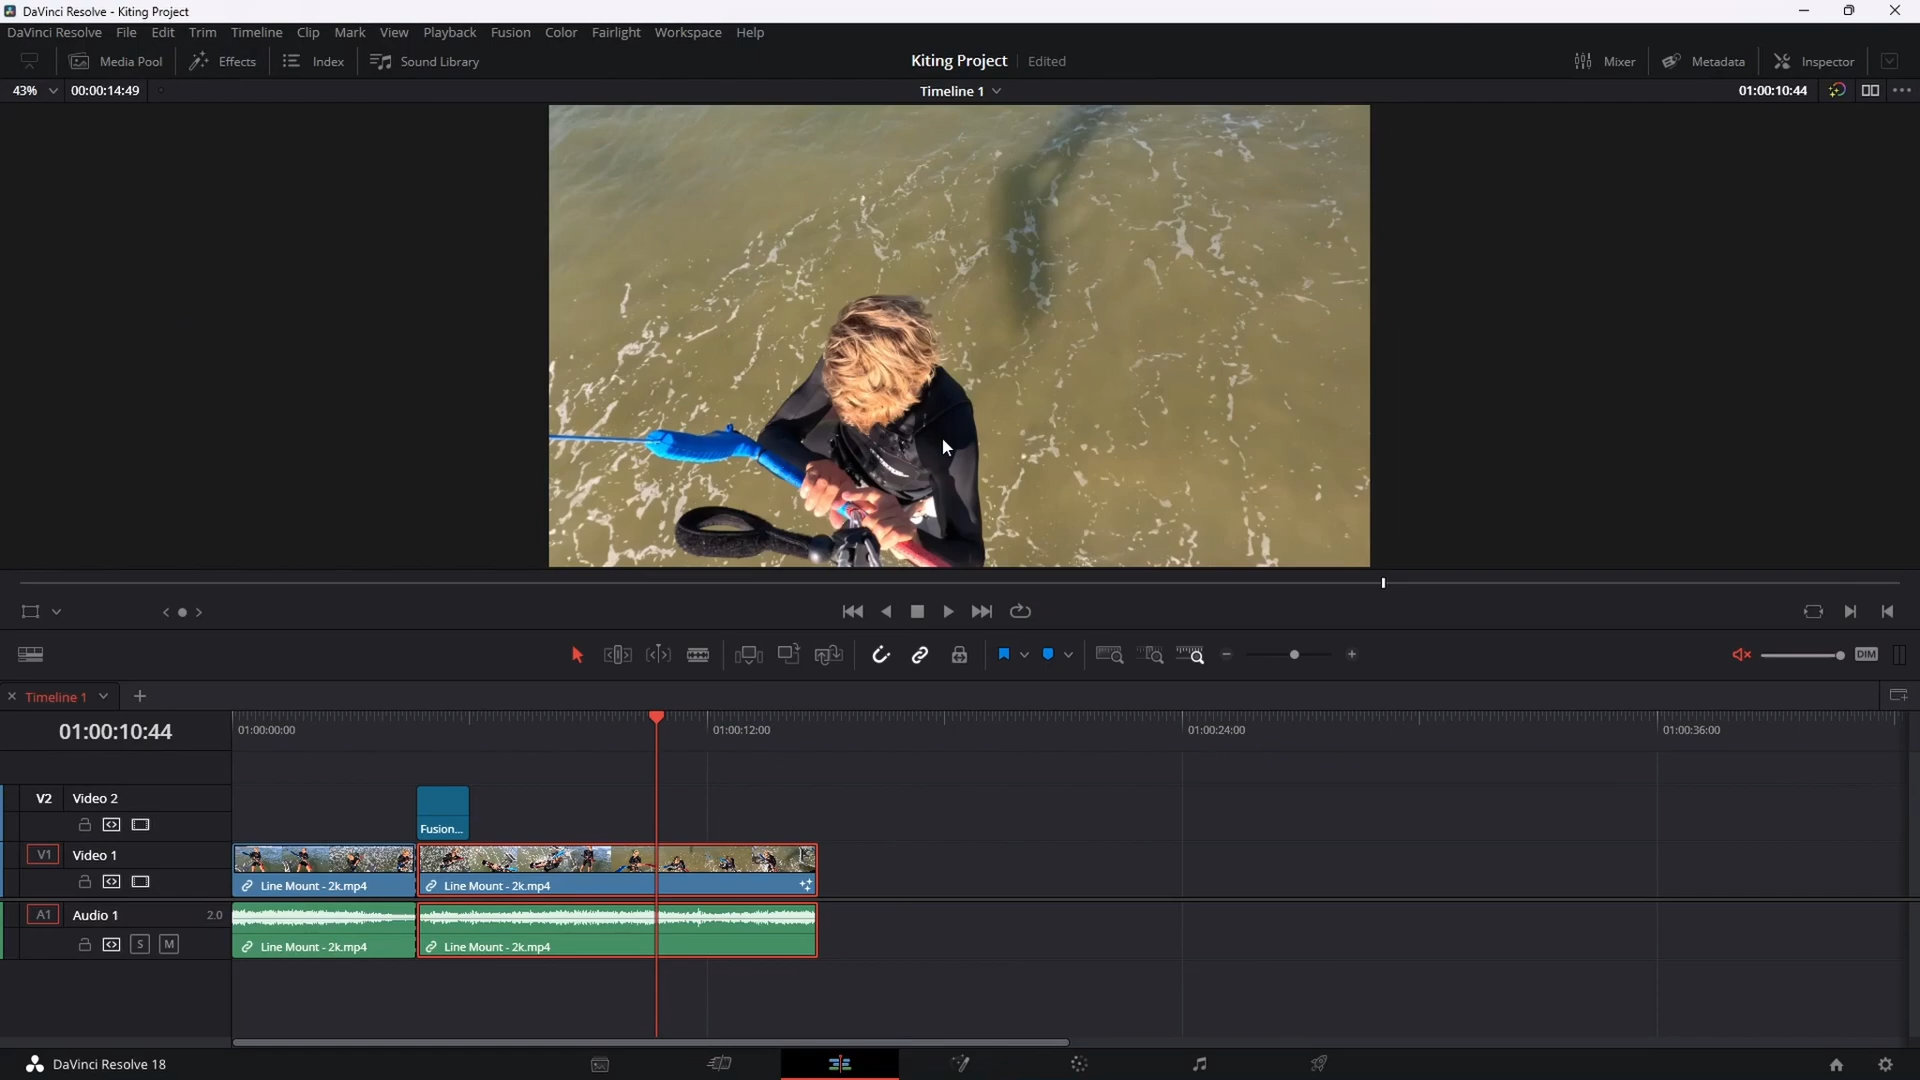 DaVinci Resolve - Kiting Project
DaVinci Resolve File Edit Trim Timeline Clip Mark View Playback Fusion Color Fairlight Workspace Help
Media Pool Effects Index Sound Library Kiting Project Edited Mixer Metadata Inspector
43% 00:00:14:49 Timeline 1 01:00:10:44
DIM
Timeline 1
01:00:10:44 01:00:00:00 01:00:12:00 01:00:24:00 01:00:36:00
V2 Video 2
Fusion...
V1 Video 1
Line Mount - 2k.mp4 Line Mount - 2k.mp4
A1 Audio 1 2.0
S M Line Mount - 2k.mp4 Line Mount - 2k.mp4
DaVinci Resolve 18